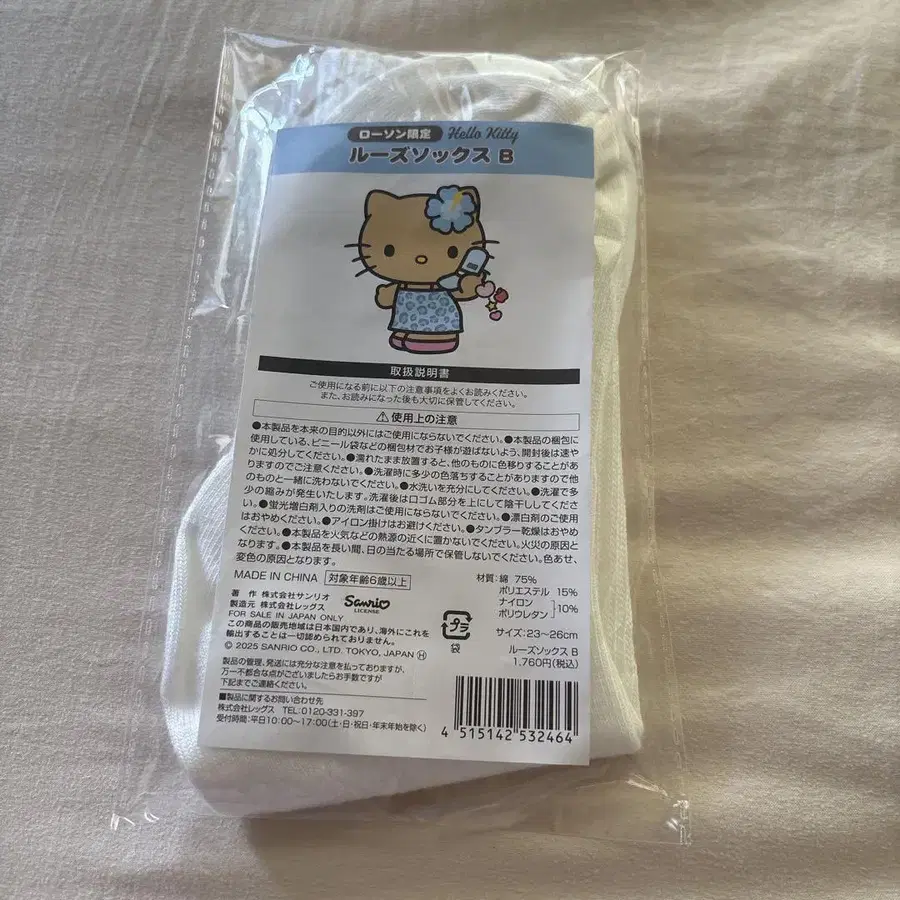 ローソン限定 Hello Kitty
ルーズソックス B
取扱説明書
ご使用になる前に以下の注意事項をよくお読みください。
また、お読みになった後も大切に保管してください。
⚠使用上の注意
●本製品を本来の目的以外にはご使用にならないでください。●本製品の梱包に
使用している、ビニール袋などの梱包材でお子様が遊ばないよう、開封後は速や
かに処分してください。●濡れたまま放置すると、他のものに色移りすることがあ
りますのでご注意ください。●洗濯時に多少の色落ちすることがありますので他
のものと一緒に洗わないでください。●水洗いを充分にしてください。●洗濯で多
少の縮みが発生いたします。洗濯後は口ゴム部分を上にして陰干ししてくださ
い。●蛍光増白剤入りの洗剤はご使用にならないでください。●漂白剤のご使用
はおやめください。●アイロン掛けはお避けください。●タンブラー乾燥はおやめ
ください。●本製品を火気などの熱源の近くに置かないでください。火災の原因と
なります。●本製品を長い間、日の当たる場所で保管しないでください。色あせ、
変色の原因となります。
MADE IN CHINA 対象年齢6歳以上
著 作 株式会社サンリオ
製造元 株式会社レッグス
Sanrio
LICENSE
FOR SALE IN JAPAN ONLY
この商品の販売地域は日本国内であり、海外にこれを
輸出することは一切認められておりません。
© 2025 SANRIO CO., LTD. TOKYO, JAPAN Ⓗ
製品の管理、発送には充分な注意を払っておりますが、
万一不都合な点がございましたらお手数ですが
下記までご連絡ください。
■製品に関するお問い合わせ先
株式会社レッグス TEL:0120-331-397
受付時間:平日10:00~17:00(土・日・祝日・年末年始を除く)
材質:綿 75%
ポリエステル 15%
ナイロン
ポリウレタン
10%
プラ
袋
サイズ:23~26cm
ルーズソックス B
1,760円(税込)
4 515142 532464